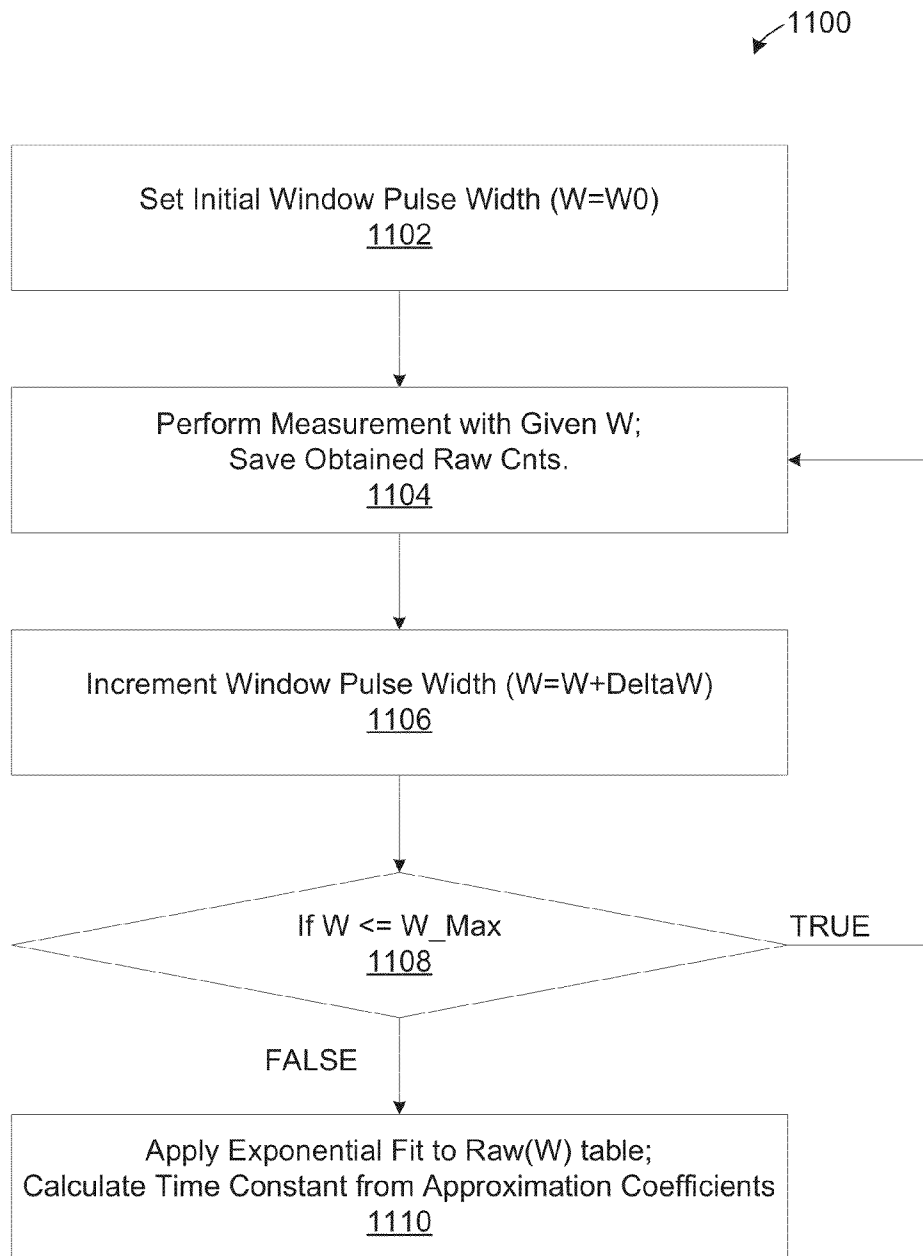 1100
Set Initial Window Pulse Width (W=W0)
1102
Perform Measurement with Given W;
Save Obtained Raw Cnts.
1104
Increment Window Pulse Width (W=W+DeltaW)
1106
If W <= W_Max
1108
TRUE
FALSE
Apply Exponential Fit to Raw(W) table;
Calculate Time Constant from Approximation Coefficients
1110